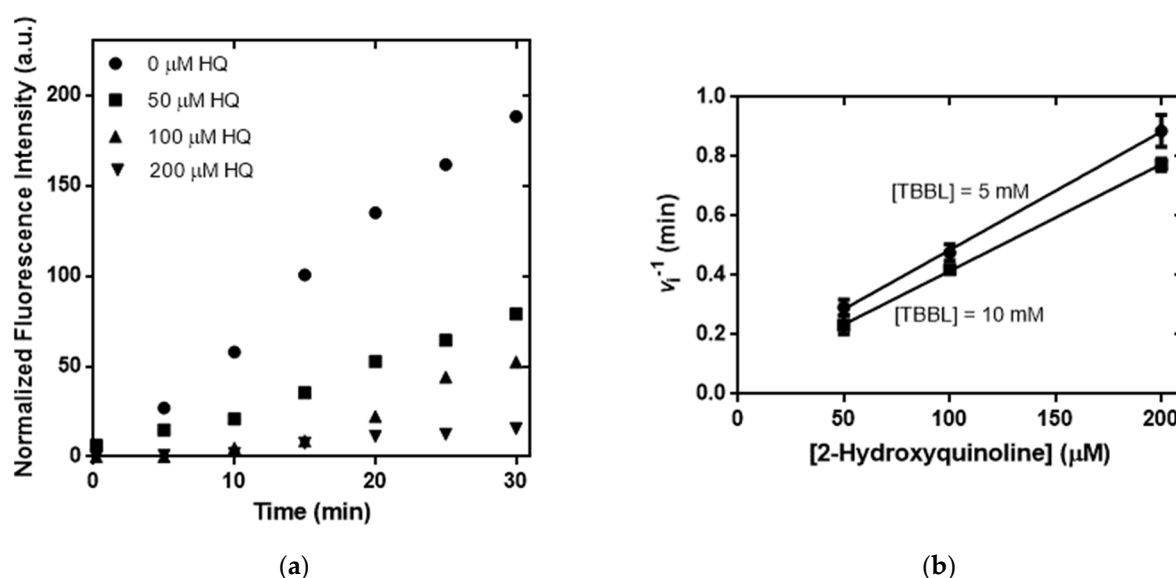 Normalized Fluorescence Intensity (a.u.)
200
150
100
50
0
0 μM HQ
50 μM HQ
100 μM HQ
200 μM HQ
0
10
20
30
Time (min)
(a)
vᵢ⁻¹ (min)
1.0
0.8
0.6
0.4
0.2
0.0
[TBBL] = 5 mM
[TBBL] = 10 mM
0
50
100
150
200
[2-Hydroxyquinoline] (μM)
(b)